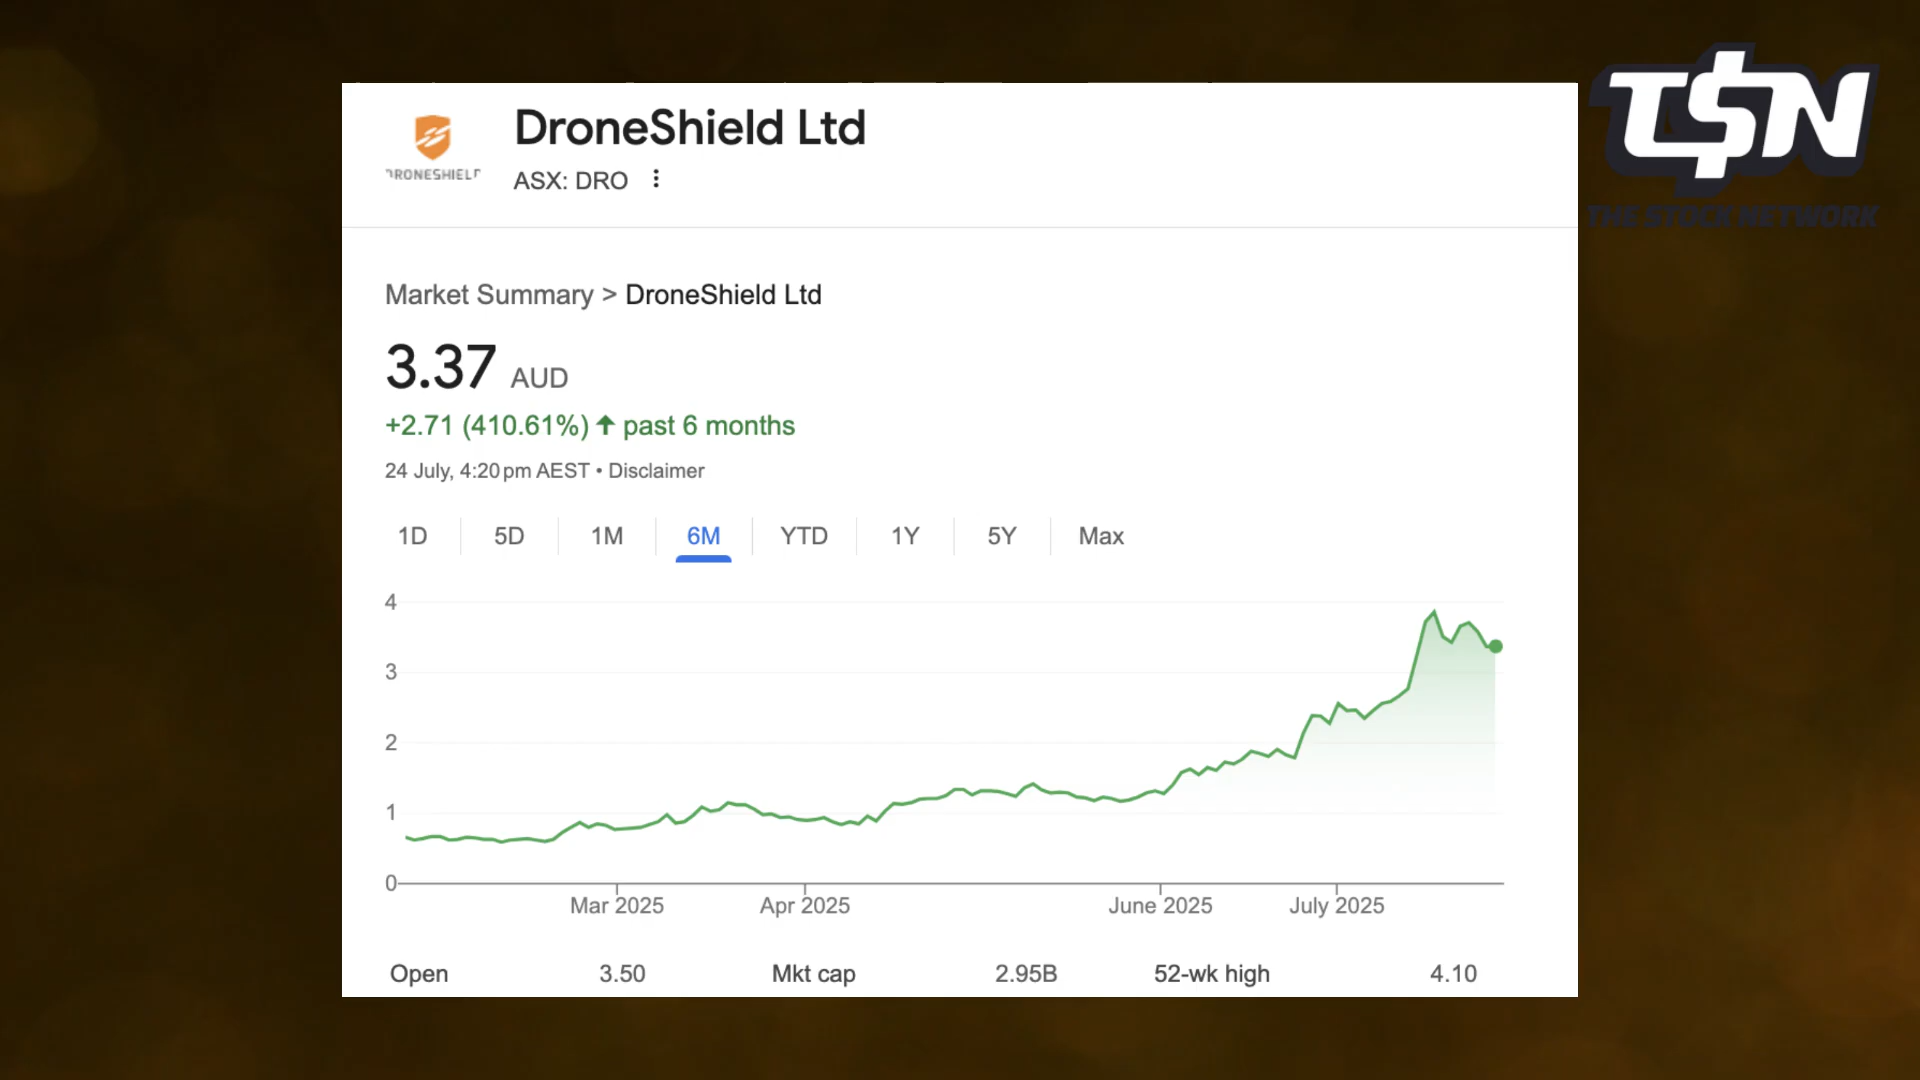 DroneShield Ltd
DRONESHIELD
ASX: DRO
TSN
THE STOCK NETWORK
Market Summary > DroneShield Ltd
3.37 AUD
+2.71 (410.61%) ↑ past 6 months
24 July, 4:20 pm AEST • Disclaimer
1D 5D 1M 6M YTD 1Y 5Y Max
4
3
2
1
0
Mar 2025 Apr 2025 June 2025 July 2025
Open 3.50 Mkt cap 2.95B 52-wk high 4.10